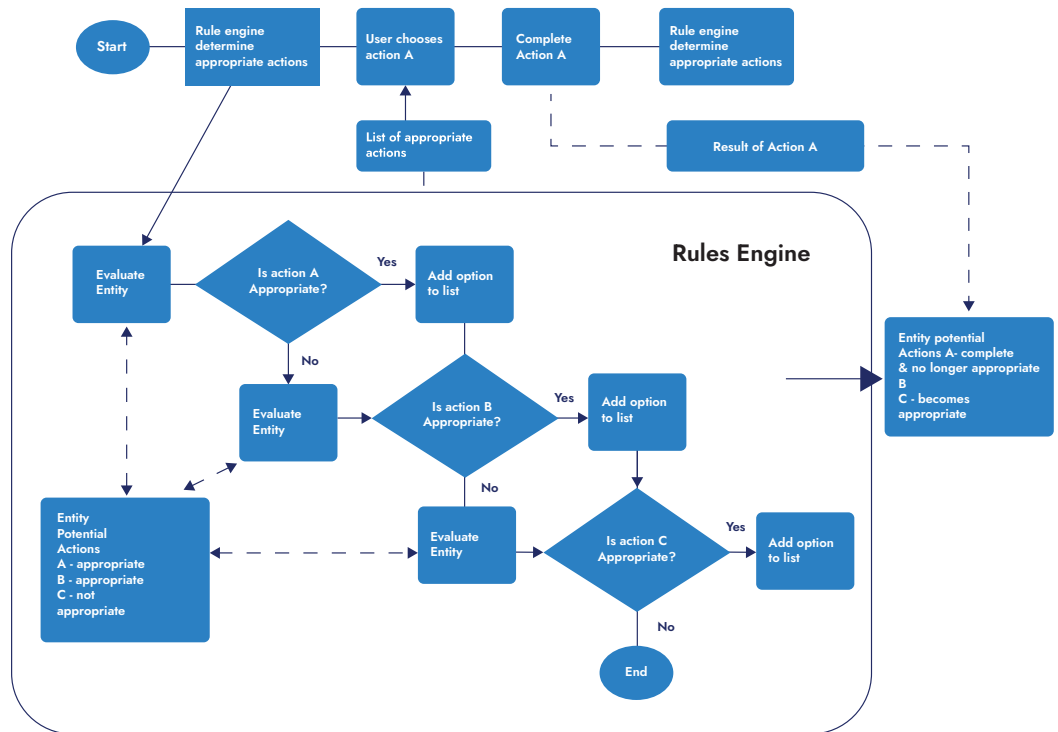 Start
Rule engine
determine
appropriate actions
User chooses
action A
Complete
Action A
Rule engine
determine
appropriate actions
List of appropriate
actions
Result of Action A
Rules Engine
Evaluate
Entity
Is action A
Appropriate?
Yes
Add option
to list
No
Entity potential
Actions A- complete
& no longer appropriate
B
C - becomes
appropriate
Evaluate
Entity
Is action B
Appropriate?
Yes
Add option
to list
No
Entity
Potential
Actions
A - appropriate
B - appropriate
C - not
appropriate
Evaluate
Entity
Is action C
Appropriate?
Yes
Add option
to list
No
End